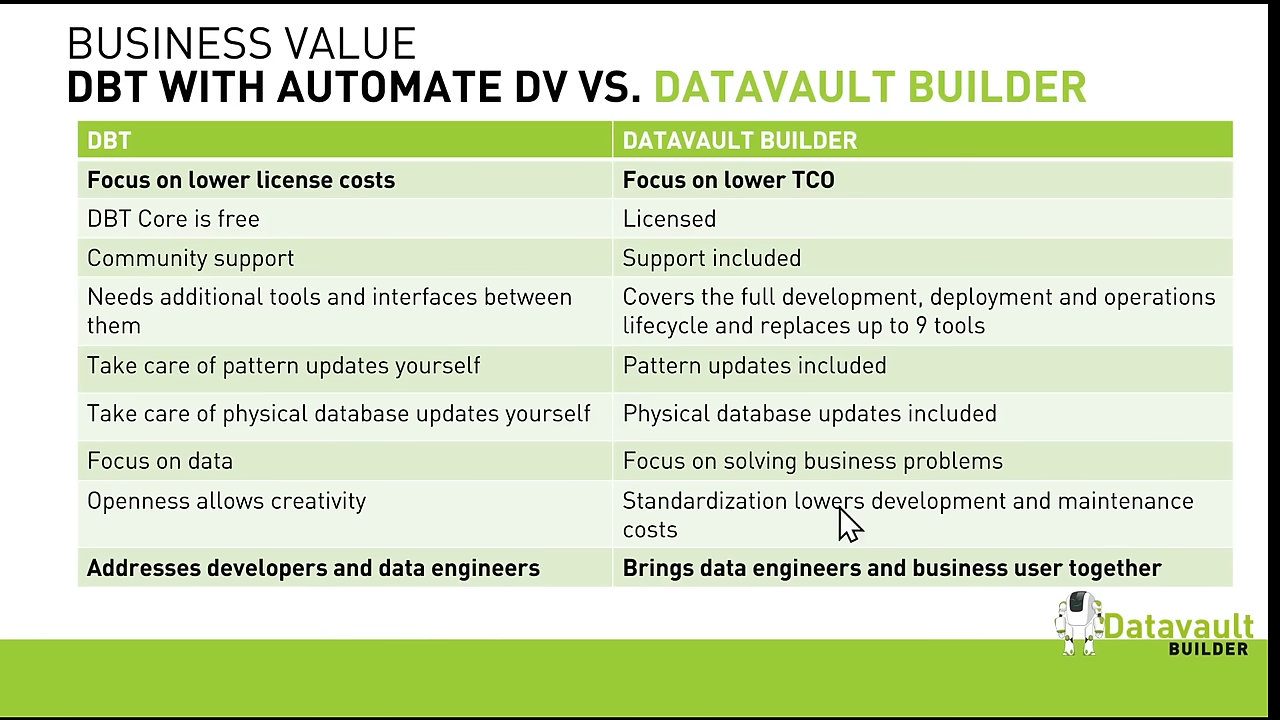 BUSINESS VALUE
DBT WITH AUTOMATE DV VS. DATAVAULT BUILDER
DBT
DATAVAULT BUILDER
Focus on lower license costs
Focus on lower TCO
DBT Core is free
Licensed
Community support
Support included
Needs additional tools and interfaces between
them
Covers the full development, deployment and operations
lifecycle and replaces up to 9 tools
Take care of pattern updates yourself
Pattern updates included
Take care of physical database updates yourself
Physical database updates included
Focus on data
Focus on solving business problems
Openness allows creativity
Standardization lowers development and maintenance
costs
Addresses developers and data engineers
Brings data engineers and business user together
Datavault
BUILDER